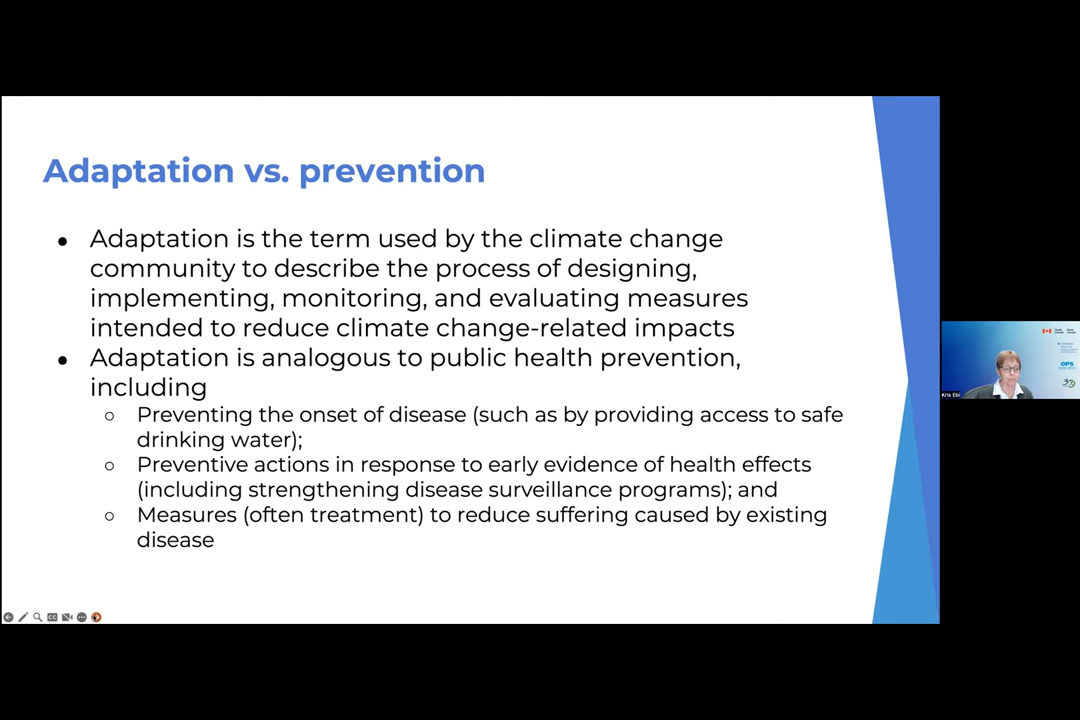 Adaptation vs. prevention
● Adaptation is the term used by the climate change
community to describe the process of designing,
implementing, monitoring, and evaluating measures
intended to reduce climate change-related impacts
● Adaptation is analogous to public health prevention,
including
○ Preventing the onset of disease (such as by providing access to safe
drinking water);
○ Preventive actions in response to early evidence of health effects
(including strengthening disease surveillance programs); and
○ Measures (often treatment) to reduce suffering caused by existing
disease
OPS
Kris Ebi